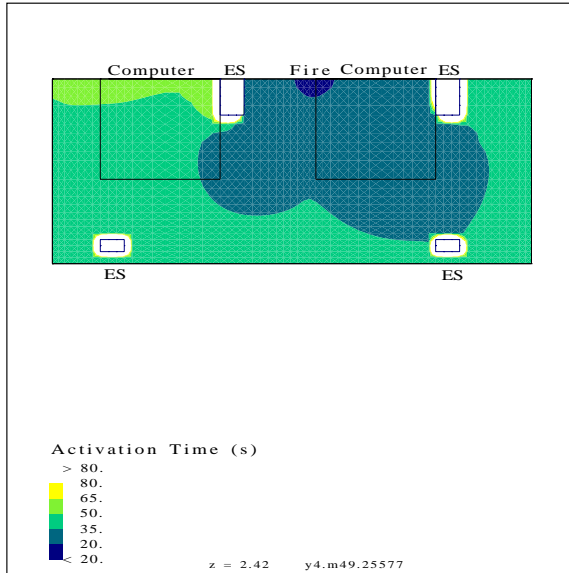 Computer ES Fire Computer ES
ES ES
Activation Time (s)
> 80.
80.
65.
50.
35.
< 20.
z = 2.42 y4.m49.25577